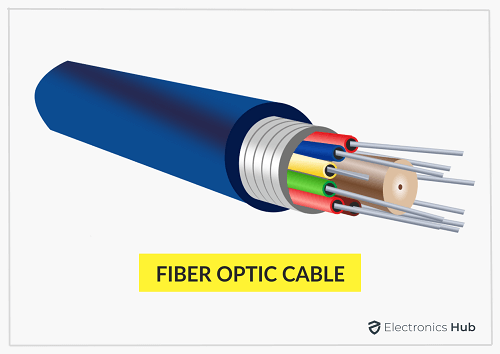 FIBER OPTIC CABLE
Electronics Hub